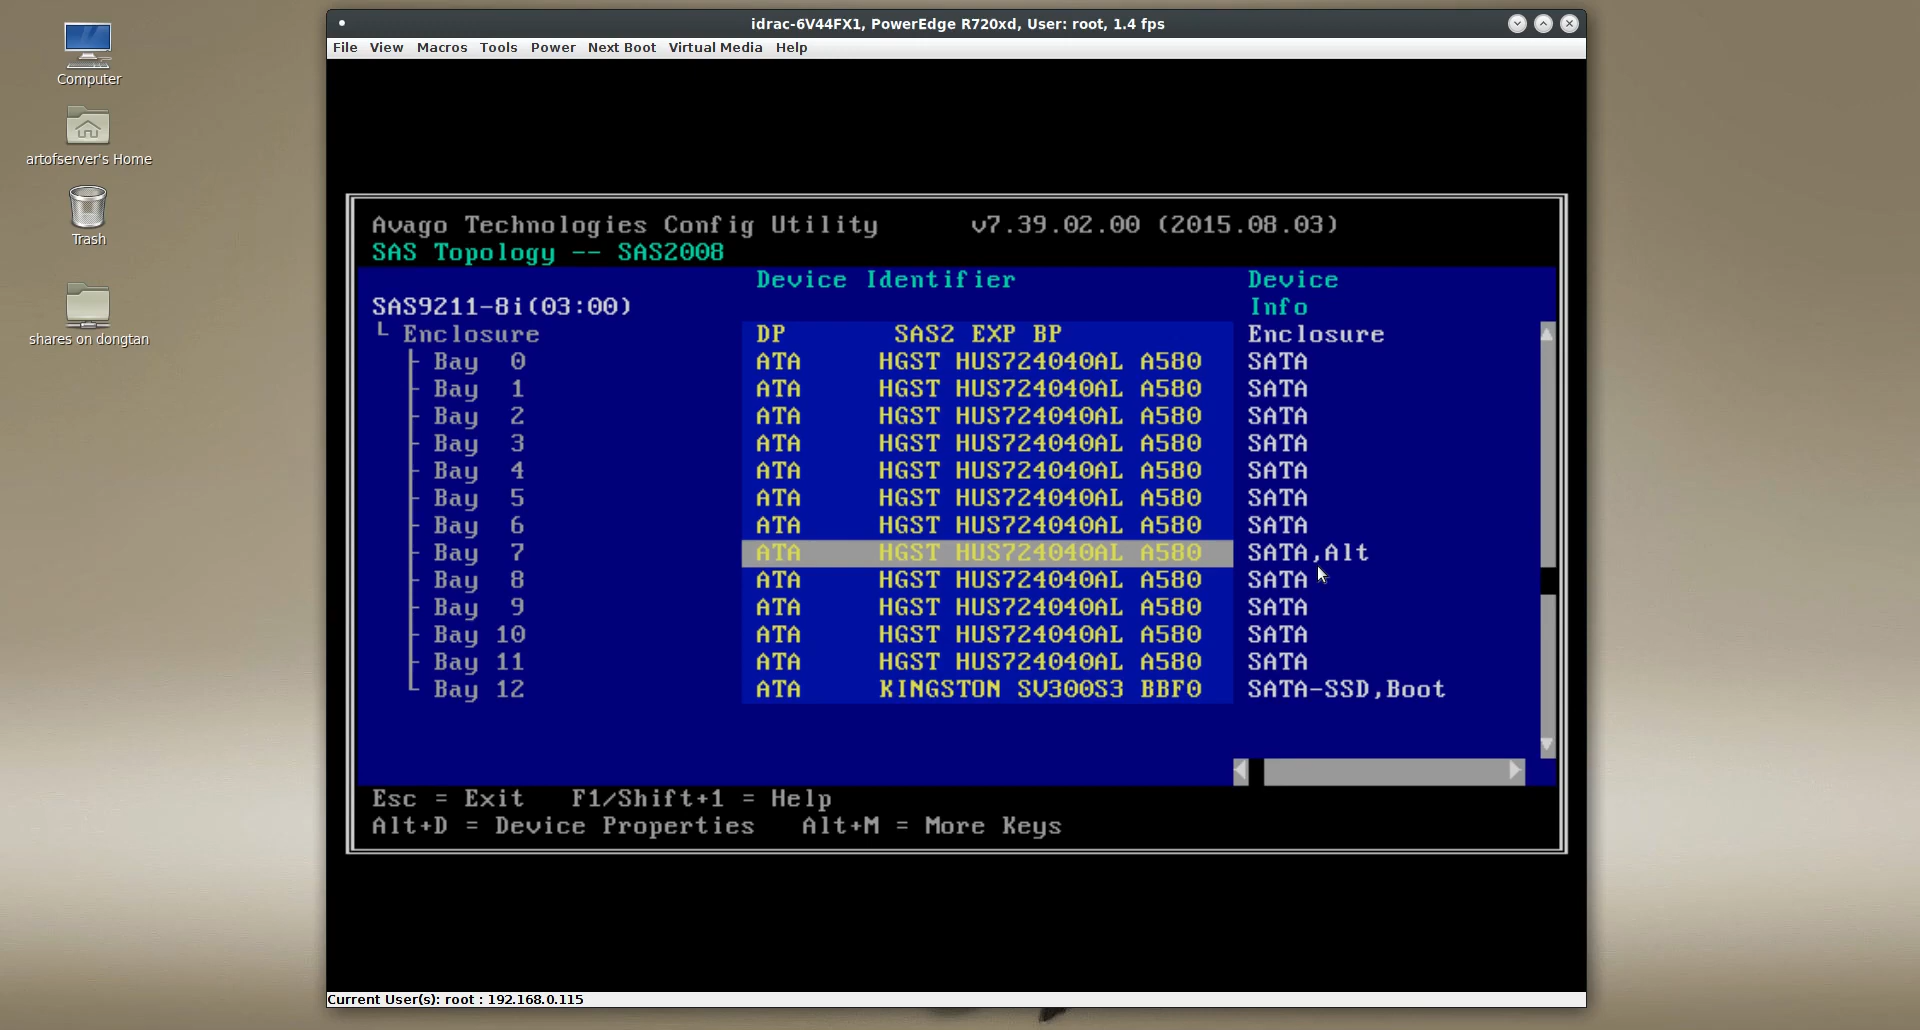 idrac-6V44FX1, PowerEdge R720xd, User: root, 1.4 fps
File View Macros Tools Power Next Boot Virtual Media Help
Computer
artofserver's Home
Trash
shares on dongtan
Avago Technologies Config Utility v7.39.02.00 (2015.08.03)
SAS Topology -- SAS2008
Device Identifier Device
SAS9211-8i(03:00) Info
Enclosure DP SAS2 EXP BP Enclosure
Bay 0 ATA HGST HUS724040AL A580 SATA
Bay 1 ATA HGST HUS724040AL A580 SATA
Bay 2 ATA HGST HUS724040AL A580 SATA
Bay 3 ATA HGST HUS724040AL A580 SATA
Bay 4 ATA HGST HUS724040AL A580 SATA
Bay 5 ATA HGST HUS724040AL A580 SATA
Bay 6 ATA HGST HUS724040AL A580 SATA
Bay 7 ATA HGST HUS724040AL A580 SATA,Alt
Bay 8 ATA HGST HUS724040AL A580 SATA
Bay 9 ATA HGST HUS724040AL A580 SATA
Bay 10 ATA HGST HUS724040AL A580 SATA
Bay 11 ATA HGST HUS724040AL A580 SATA
Bay 12 ATA KINGSTON SV300S3 BBF0 SATA-SSD,Boot
Esc = Exit F1/Shift+1 = Help
Alt+D = Device Properties Alt+M = More Keys
Current User(s): root : 192.168.0.115